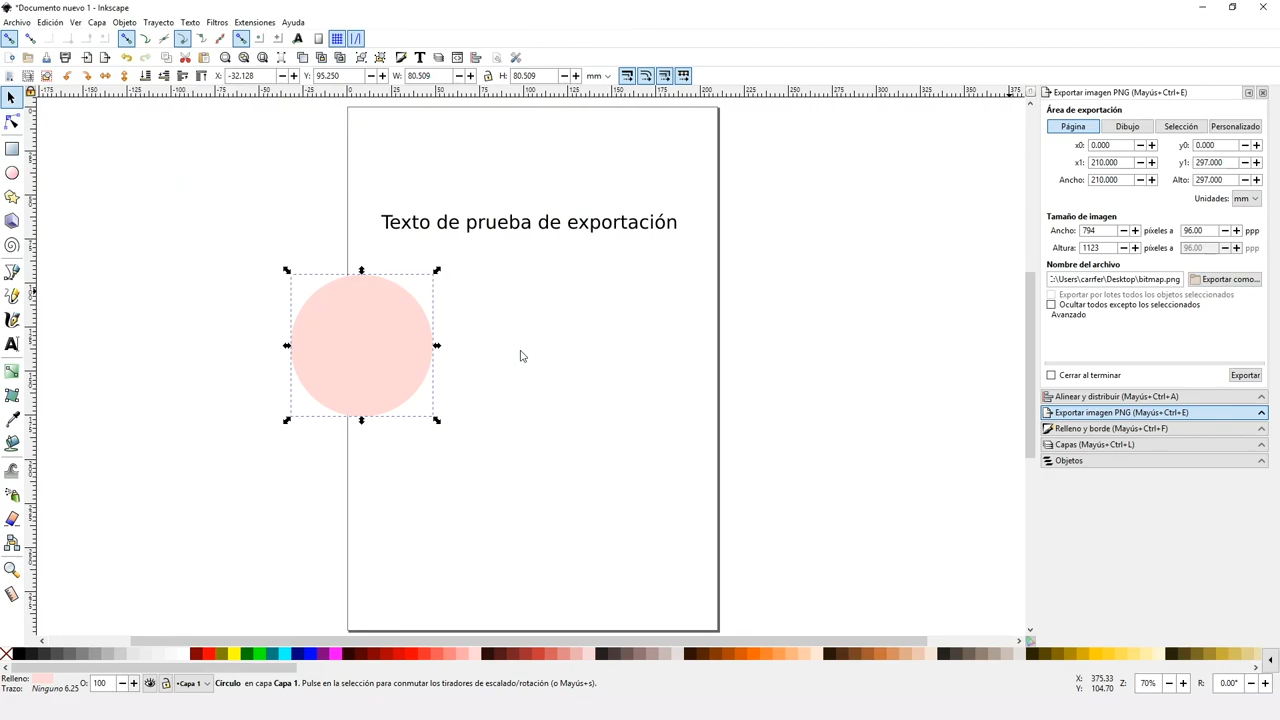 *Documento nuevo 1 - Inkscape
Archivo Edición Ver Capa Objeto Trayecto Texto Filtros Extensiones Ayuda
X: -32.128 Y: 95.250 W: 80.509 H: 80.509 mm
Exportar imagen PNG (Mayús+Ctrl+E)
Área de exportación
Página Dibujo Selección Personalizado
x0: 0.000 y0: 0.000
x1: 210.000 y1: 297.000
Ancho: 210.000 Alto: 297.000
Unidades: mm
Tamaño de imagen
Ancho: 794 píxeles a 96.00 ppp
Altura: 1123 píxeles a 96.00 ppp
Nombre del archivo
:\Users\carrfer\Desktop\bitmap.png Exportar como...
Exportar por lotes todos los objetos seleccionados
Ocultar todos excepto los seleccionados
Avanzado
Cerrar al terminar Exportar
Alinear y distribuir (Mayús+Ctrl+A)
Exportar imagen PNG (Mayús+Ctrl+E)
Relleno y borde (Mayús+Ctrl+F)
Capas (Mayús+Ctrl+L)
Objetos
Texto de prueba de exportación
Relleno:
Trazo: Ninguno 6.25
O: 100
•Capa 1
Círculo en capa Capa 1. Pulse en la selección para conmutar los tiradores de escalado/rotación (o Mayús+s).
X: 375.33
Y: 104.70
Z: 70%
R: 0.00°